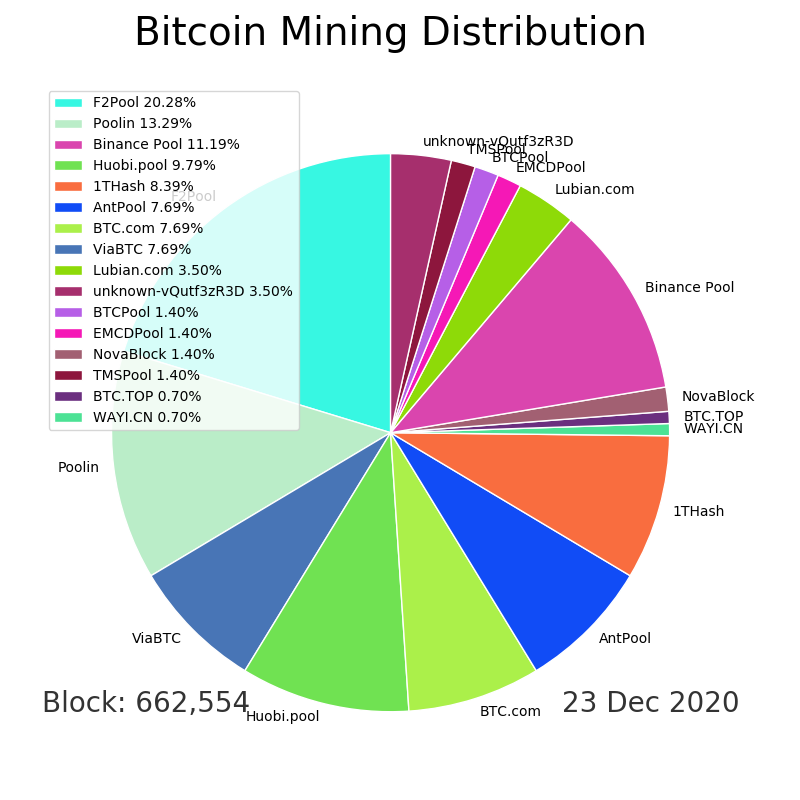 Bitcoin Mining Distribution
F2Pool 20.28%
Poolin 13.29%
Binance Pool 11.19%
Huobi.pool 9.79%
1THash 8.39%
AntPool 7.69%
BTC.com 7.69%
ViaBTC 7.69%
Lubian.com 3.50%
unknown-vQutf3zR3D 3.50%
BTCPool 1.40%
EMCDPool 1.40%
NovaBlock 1.40%
TMSPool 1.40%
BTC.TOP 0.70%
WAYI.CN 0.70%
unknown-vQutf3zR3D
TMSPool
BTCPool
EMCDPool
Lubian.com
F2Pool
Binance Pool
NovaBlock
BTC.TOP
WAYI.CN
Poolin
1THash
ViaBTC
AntPool
Huobi.pool
BTC.com
Block: 662,554
23 Dec 2020